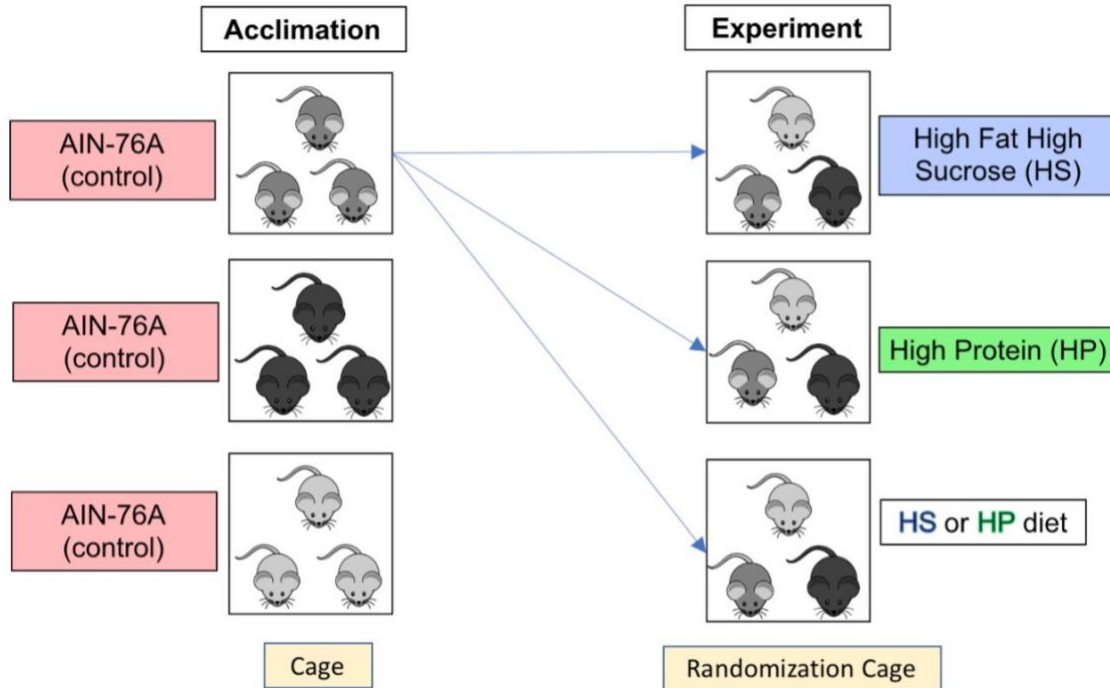 Acclimation
Experiment
AIN-76A
(control)
High Fat High
Sucrose (HS)
AIN-76A
(control)
High Protein (HP)
AIN-76A
(control)
HS or HP diet
Cage
Randomization Cage